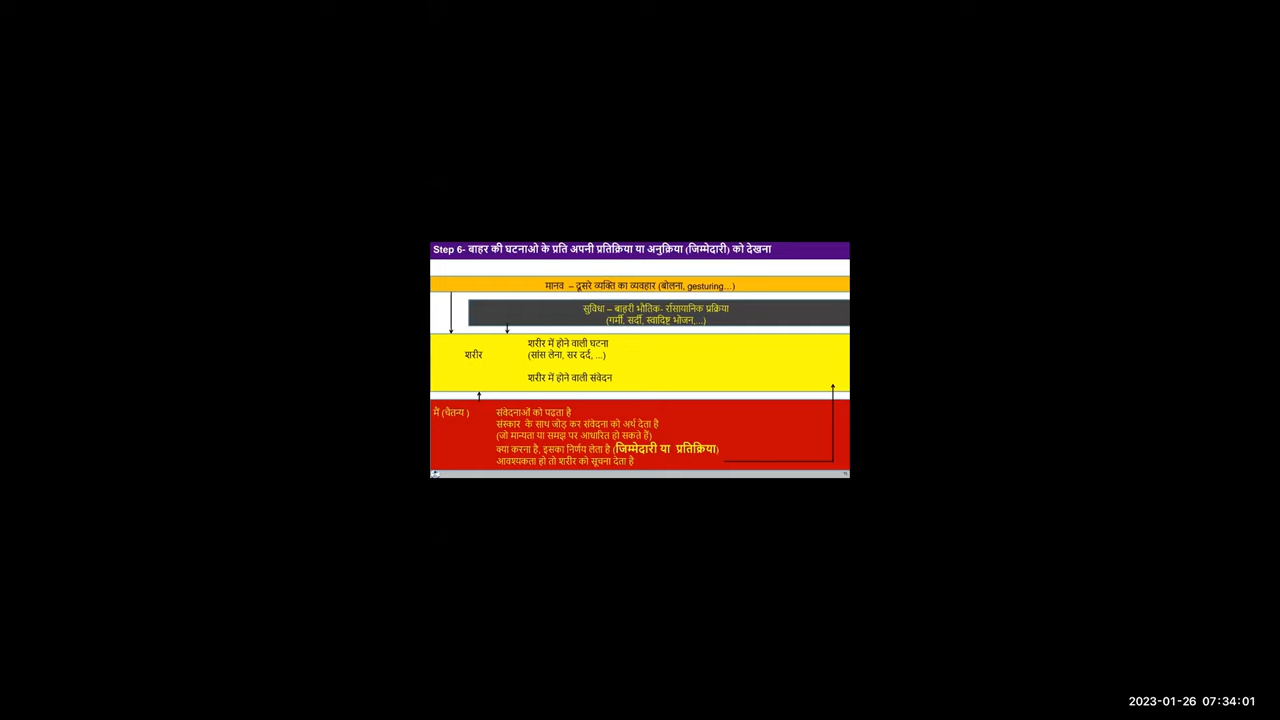 Step 6- बाहर की घटनाओ के प्रति अपनी प्रतिक्रिया या अनुक्रिया (जिम्मेदारी) को देखना
मानव – दूसरे व्यक्ति का व्यवहार (बोलना, gesturing...)
सुविधा – बाहरी भौतिक- र्रासायानिक प्रक्रिया
(गर्मी, सर्दी, स्वादिष्ट भोजन,...)
शरीर में होने वाली घटना
शरीर (सांस लेना, सर दर्द, ...)
शरीर में होने वाली संवेदन
मैं (चैतन्य ) संवेदनाओं को पढता है
संस्कार के साथ जोड़ कर संवेदना को अर्थ देता है
(जो मान्यता या समझ पर आधारित हो सकते हैं)
क्या करना है, इसका निर्णय लेता है (जिम्मेदारी या प्रतिक्रिया)
आवश्यकता हो तो शरीर को सूचना देता है
2023-01-26 07:34:01